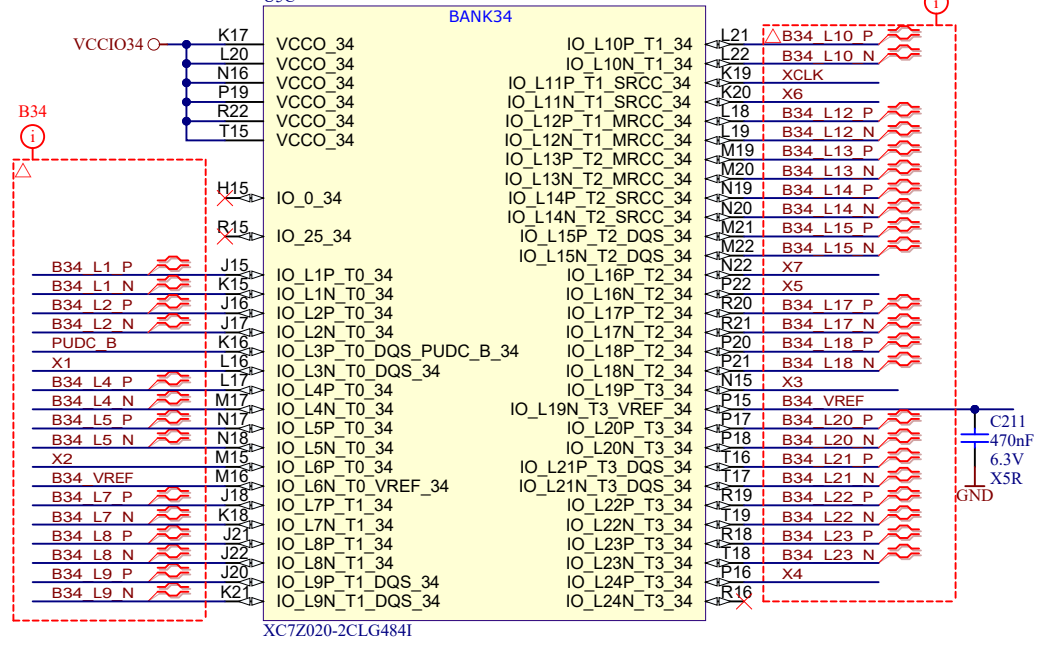 BANK34
VCCIO34
K17 VCCO_34
L20 VCCO_34
N16 VCCO_34
P19 VCCO_34
R22 VCCO_34
T15 VCCO_34
B34
i
H15 IO_0_34
R15 IO_25_34
B34_L1_P J15 IO_L1P_T0_34
B34_L1_N K15 IO_L1N_T0_34
B34_L2_P J16 IO_L2P_T0_34
B34_L2_N J17 IO_L2N_T0_34
PUDC_B K16 IO_L3P_T0_DQS_PUDC_B_34
X1 L16 IO_L3N_T0_DQS_34
B34_L4_P L17 IO_L4P_T0_34
B34_L4_N M17 IO_L4N_T0_34
B34_L5_P N17 IO_L5P_T0_34
B34_L5_N N18 IO_L5N_T0_34
X2 M15 IO_L6P_T0_34
B34_VREF M16 IO_L6N_T0_VREF_34
B34_L7_P J18 IO_L7P_T1_34
B34_L7_N K18 IO_L7N_T1_34
B34_L8_P J21 IO_L8P_T1_34
B34_L8_N J22 IO_L8N_T1_34
B34_L9_P J20 IO_L9P_T1_DQS_34
B34_L9_N K21 IO_L9N_T1_DQS_34
i
IO_L10P_T1_34 L21 B34_L10_P
IO_L10N_T1_34 L22 B34_L10_N
IO_L11P_T1_SRCC_34 K19 XCLK
IO_L11N_T1_SRCC_34 K20 X6
IO_L12P_T1_MRCC_34 L18 B34_L12_P
IO_L12N_T1_MRCC_34 L19 B34_L12_N
IO_L13P_T2_MRCC_34 M19 B34_L13_P
IO_L13N_T2_MRCC_34 M20 B34_L13_N
IO_L14P_T2_SRCC_34 N19 B34_L14_P
IO_L14N_T2_SRCC_34 N20 B34_L14_N
IO_L15P_T2_DQS_34 M21 B34_L15_P
IO_L15N_T2_DQS_34 M22 B34_L15_N
IO_L16P_T2_34 N22 X7
IO_L16N_T2_34 P22 X5
IO_L17P_T2_34 R20 B34_L17_P
IO_L17N_T2_34 R21 B34_L17_N
IO_L18P_T2_34 P20 B34_L18_P
IO_L18N_T2_34 P21 B34_L18_N
IO_L19P_T3_34 N15 X3
IO_L19N_T3_VREF_34 P15 B34_VREF
IO_L20P_T3_34 P17 B34_L20_P
IO_L20N_T3_34 P18 B34_L20_N
IO_L21P_T3_DQS_34 T16 B34_L21_P
IO_L21N_T3_DQS_34 T17 B34_L21_N
IO_L22P_T3_34 R19 B34_L22_P
IO_L22N_T3_34 T19 B34_L22_N
IO_L23P_T3_34 R18 B34_L23_P
IO_L23N_T3_34 T18 B34_L23_N
IO_L24P_T3_34 P16 X4
IO_L24N_T3_34 R16
C211
470nF
6.3V
X5R
GND
XC7Z020-2CLG484I